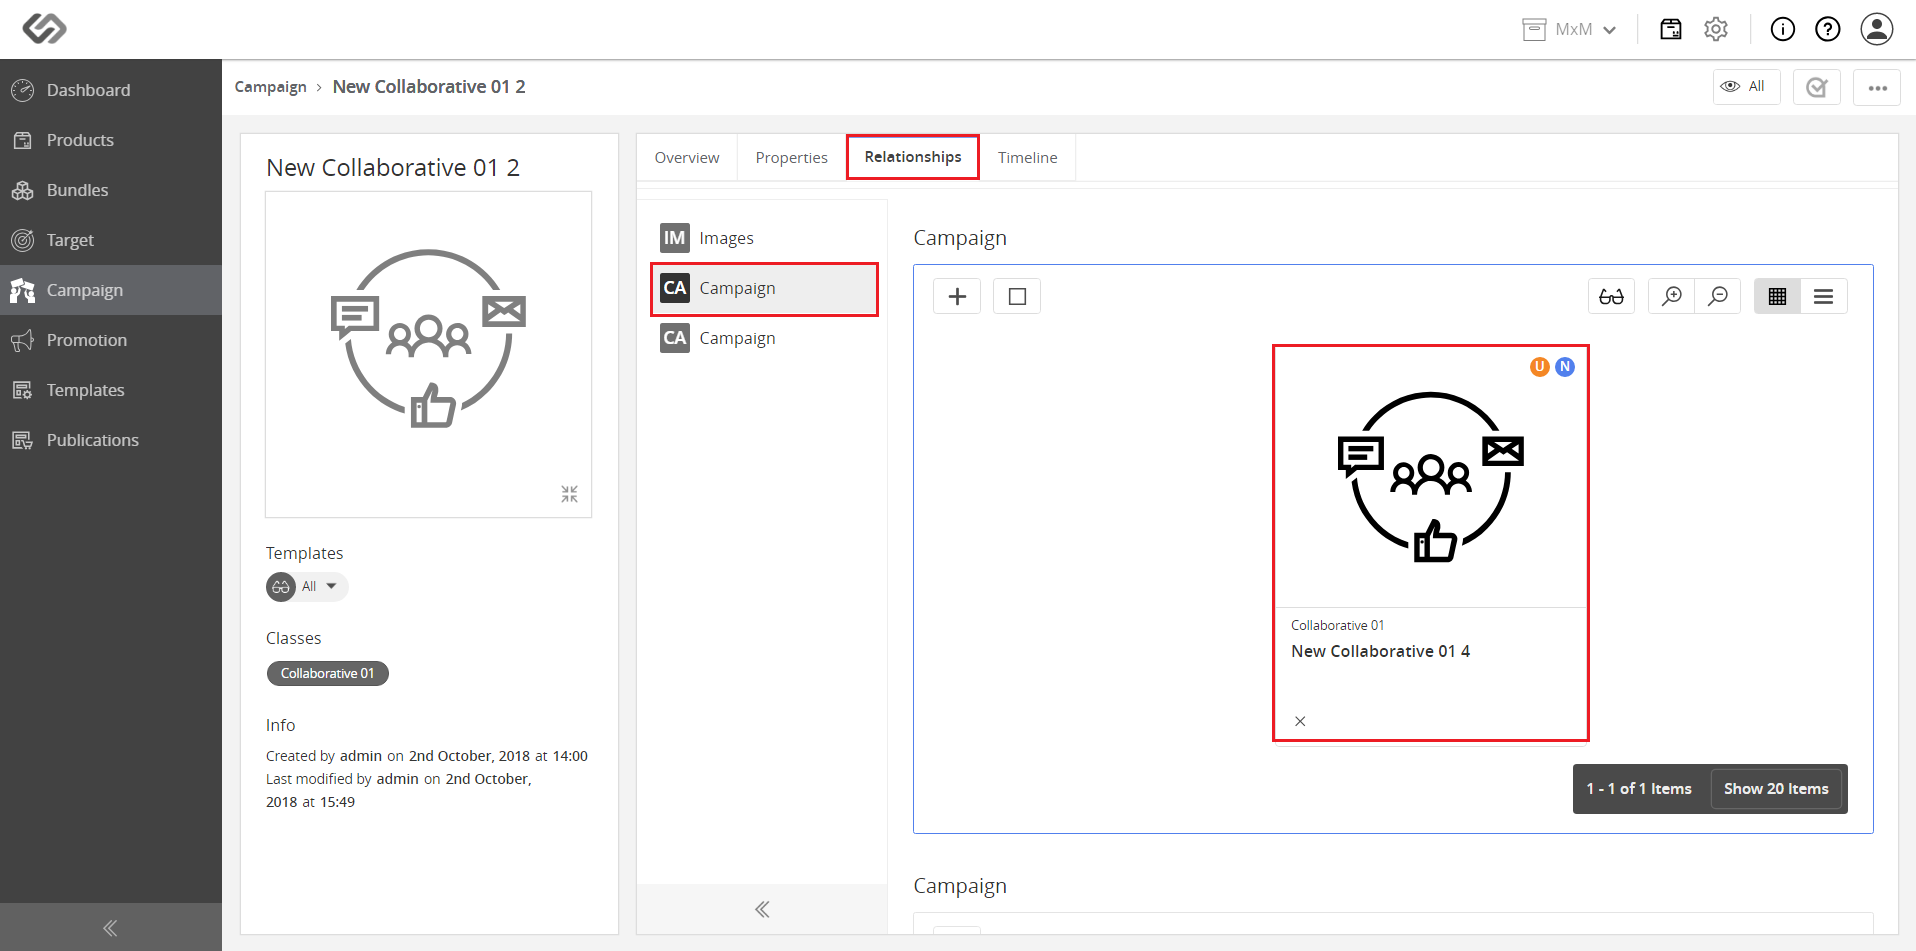 MxM
Dashboard
Products
Bundles
Target
Campaign
Promotion
Templates
Publications
Campaign › New Collaborative 01 2
All
New Collaborative 01 2
Templates
All
Classes
Collaborative 01
Info
Created by admin on 2nd October, 2018 at 14:00
Last modified by admin on 2nd October,
2018 at 15:49
Overview
Properties
Relationships
Timeline
IM Images
CA Campaign
CA Campaign
Campaign
U N
Collaborative 01
New Collaborative 01 4
1 - 1 of 1 Items
Show 20 Items
Campaign